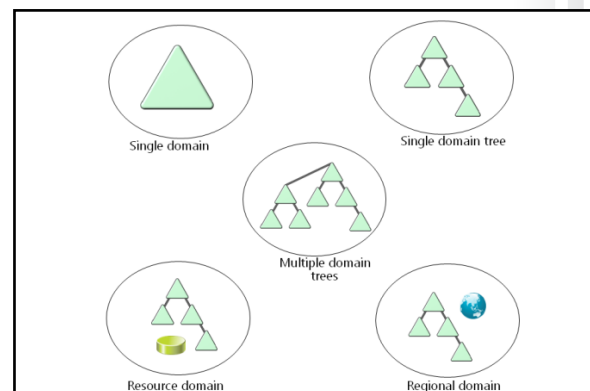 Single domain
Single domain tree
Multiple domain
trees
Resource domain
Regional domain